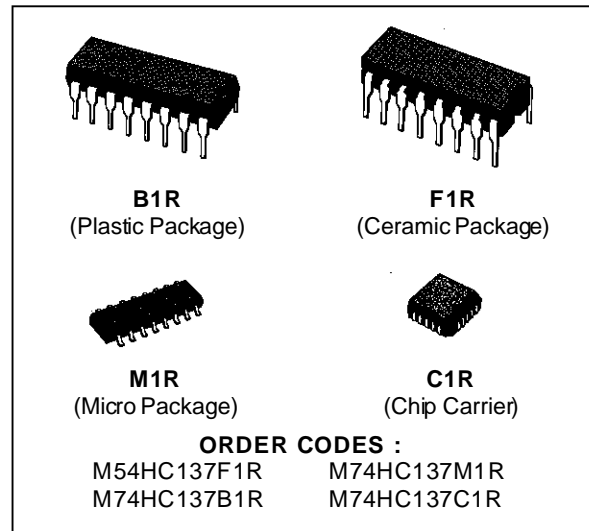 B1R
(Plastic Package)
F1R
(Ceramic Package)
M1R
(Micro Package)
C1R
(Chip Carrier)
ORDER CODES :
M54HC137F1R M74HC137M1R
M74HC137B1R M74HC137C1R